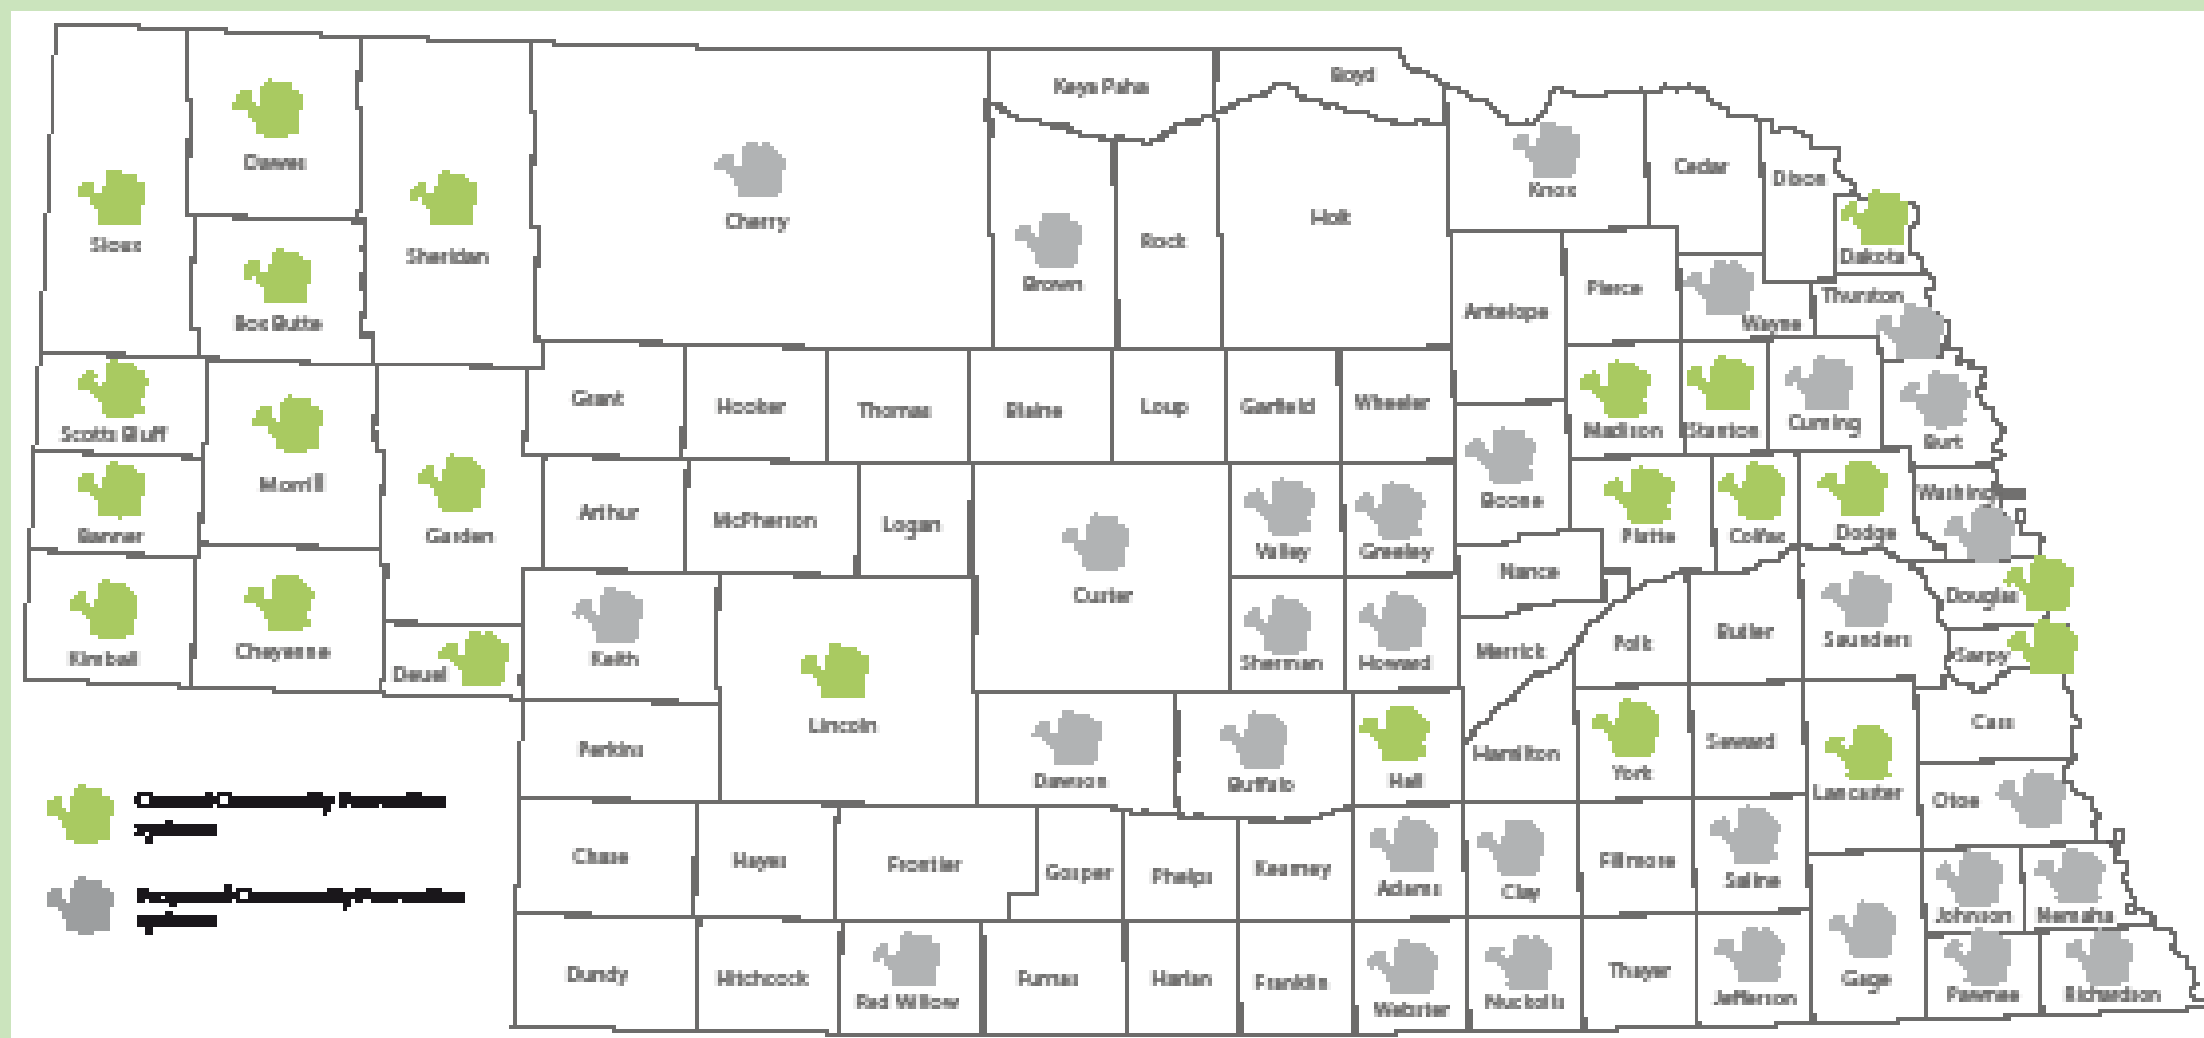 Keya Paha
Boyd
Dawes
Cherry
Knox
Cedar
Dixon
Sioux
Sheridan
Box Butte
Brown
Rock
Holt
Dakota
Antelope
Pierce
Wayne
Thurston
Scotts Bluff
Morrill
Grant
Hooker
Thomas
Blaine
Loup
Garfield
Wheeler
Madison
Stanton
Cuming
Burt
Banner
Garden
Arthur
McPherson
Logan
Custer
Valley
Greeley
Boone
Platte
Colfax
Dodge
Nance
Kimball
Cheyenne
Deuel
Keith
Lincoln
Sherman
Howard
Merrick
Polk
Butler
Saunders
Douglas
Sarpy
Perkins
Dawson
Buffalo
Hall
Hamilton
York
Seward
Lancaster
Cass
Otoe
Chase
Hayes
Frontier
Gosper
Phelps
Kearney
Adams
Clay
Fillmore
Saline
Johnson
Nemaha
Dundy
Hitchcock
Red Willow
Furnas
Harlan
Franklin
Webster
Nuckolls
Thayer
Jefferson
Gage
Pawnee
Richardson